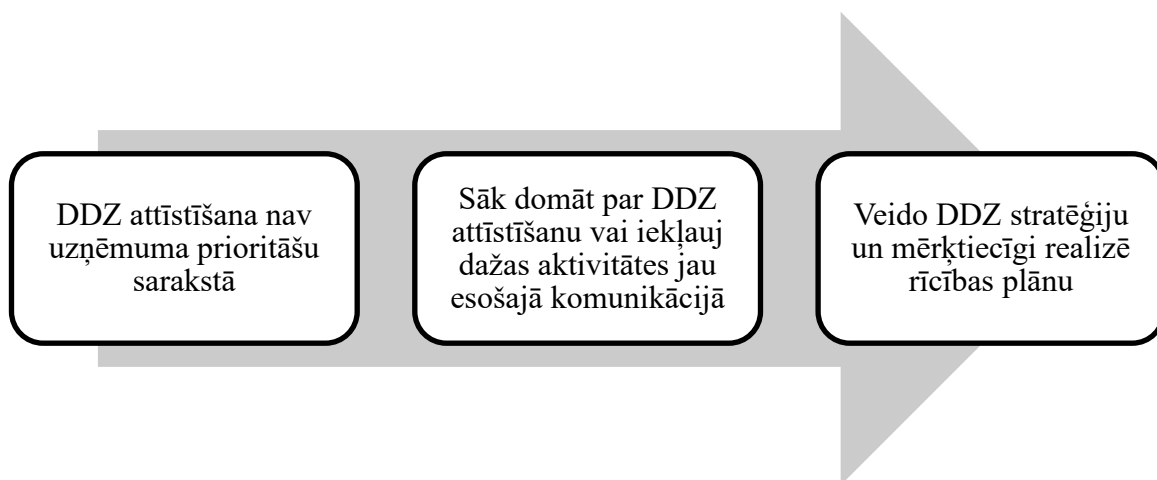 DDZ attīstīšana nav
uzņēmuma prioritāšu
sarakstā
Sāk domāt par DDZ
attīstīšanu vai iekļauj
dažas aktivitātes jau
esošajā komunikācijā
Veido DDZ stratēģiju
un mērķtiecīgi realizē
rīcības plānu